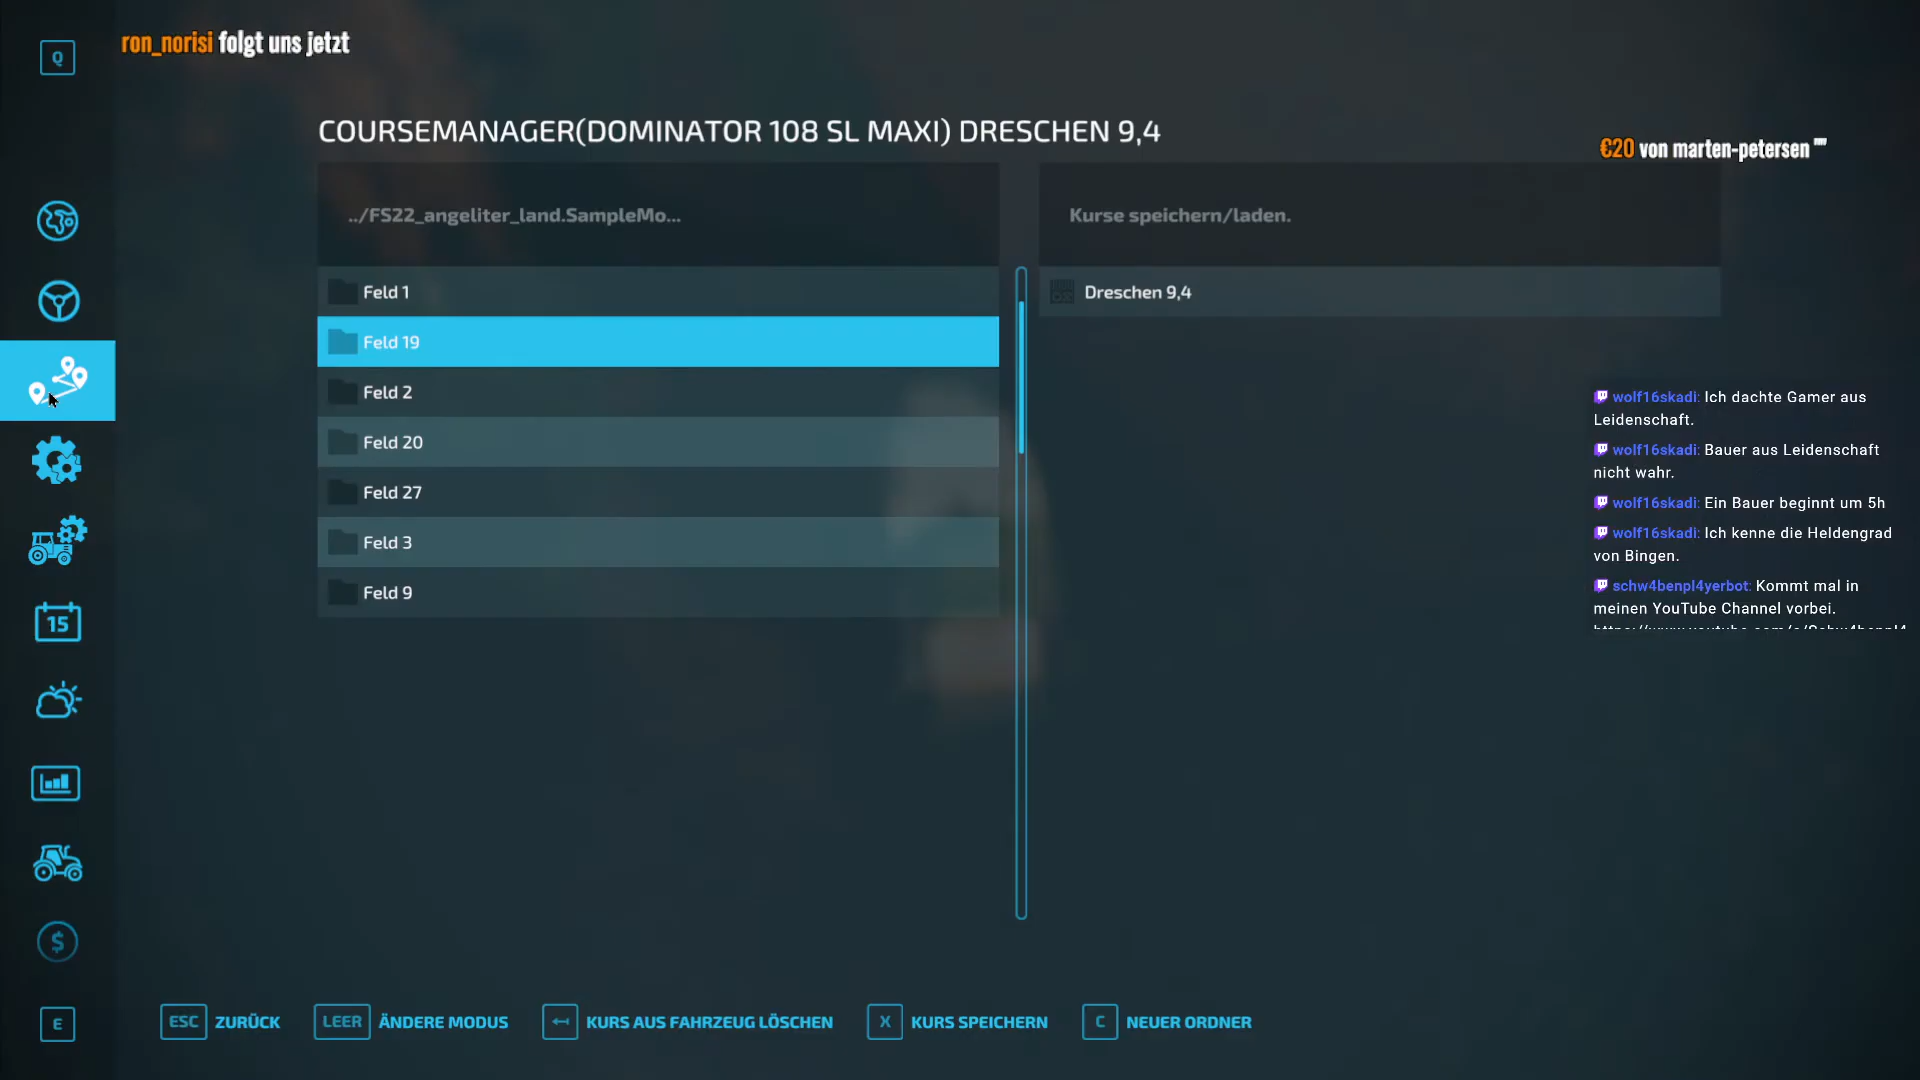 Q
ron_norisi folgt uns jetzt
COURSEMANAGER(DOMINATOR 108 SL MAXI) DRESCHEN 9,4
€20 von marten-petersen ""
../FS22_angeliter_land.SampleMo...
Kurse speichern/laden.
Feld 1
Feld 19
Feld 2
Feld 20
Feld 27
Feld 3
Feld 9
Dreschen 9,4
wolf16skadi: Ich dachte Gamer aus
Leidenschaft.
wolf16skadi: Bauer aus Leidenschaft
nicht wahr.
wolf16skadi: Ein Bauer beginnt um 5h
wolf16skadi: Ich kenne die Heldengrad
von Bingen.
schw4benpl4yerbot: Kommt mal in
meinen YouTube Channel vorbei.
15
$
E
ESC ZURÜCK
LEER ÄNDERE MODUS
KURS AUS FAHRZEUG LÖSCHEN
X KURS SPEICHERN
C NEUER ORDNER